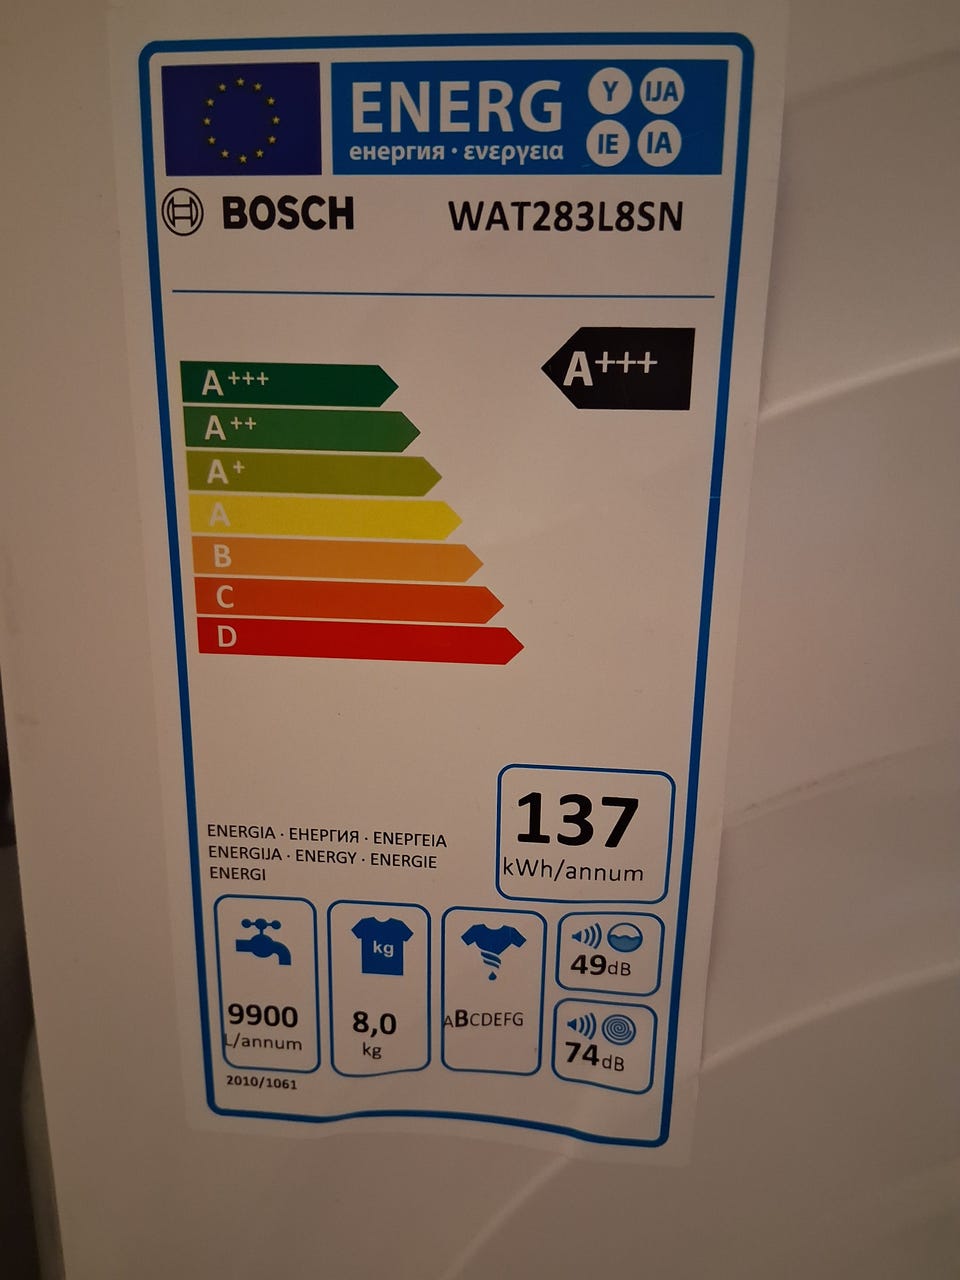 ENERG Y IJA
енергия · ενεργεια IE IA
BOSCH WAT283L8SN
A+++
A+++
A++
A+
A
B
C
D
137
kWh/annum
ENERGIA · ЕНЕРГИЯ · ΕΝΕΡΓΕΙΑ
ENERGIJA · ENERGY · ENERGIE
ENERGI
kg
49dB
9900
L/annum
8,0
kg
ABCDEFG
74dB
2010/1061